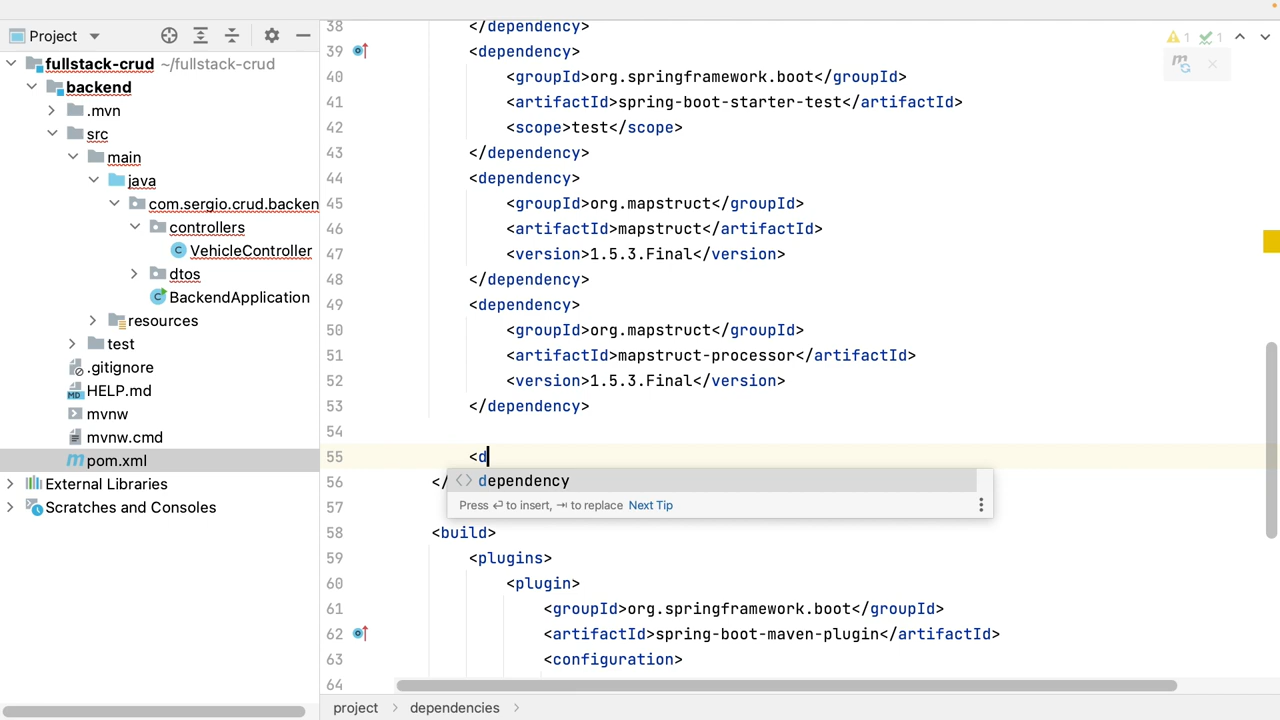 Project
fullstack-crud ~/fullstack-crud
backend
.mvn
src
main
java
com.sergio.crud.backen
controllers
VehicleController
dtos
BackendApplication
resources
test
.gitignore
HELP.md
mvnw
mvnw.cmd
pom.xml
External Libraries
Scratches and Consoles
1 1
38 </dependency>
39 <dependency>
40 <groupId>org.springframework.boot</groupId>
41 <artifactId>spring-boot-starter-test</artifactId>
42 <scope>test</scope>
43 </dependency>
44 <dependency>
45 <groupId>org.mapstruct</groupId>
46 <artifactId>mapstruct</artifactId>
47 <version>1.5.3.Final</version>
48 </dependency>
49 <dependency>
50 <groupId>org.mapstruct</groupId>
51 <artifactId>mapstruct-processor</artifactId>
52 <version>1.5.3.Final</version>
53 </dependency>
54
55 <d
56 </
dependency
Press ⏎ to insert, ⇥ to replace Next Tip
57
58 <build>
59 <plugins>
60 <plugin>
61 <groupId>org.springframework.boot</groupId>
62 <artifactId>spring-boot-maven-plugin</artifactId>
63 <configuration>
64
project > dependencies >